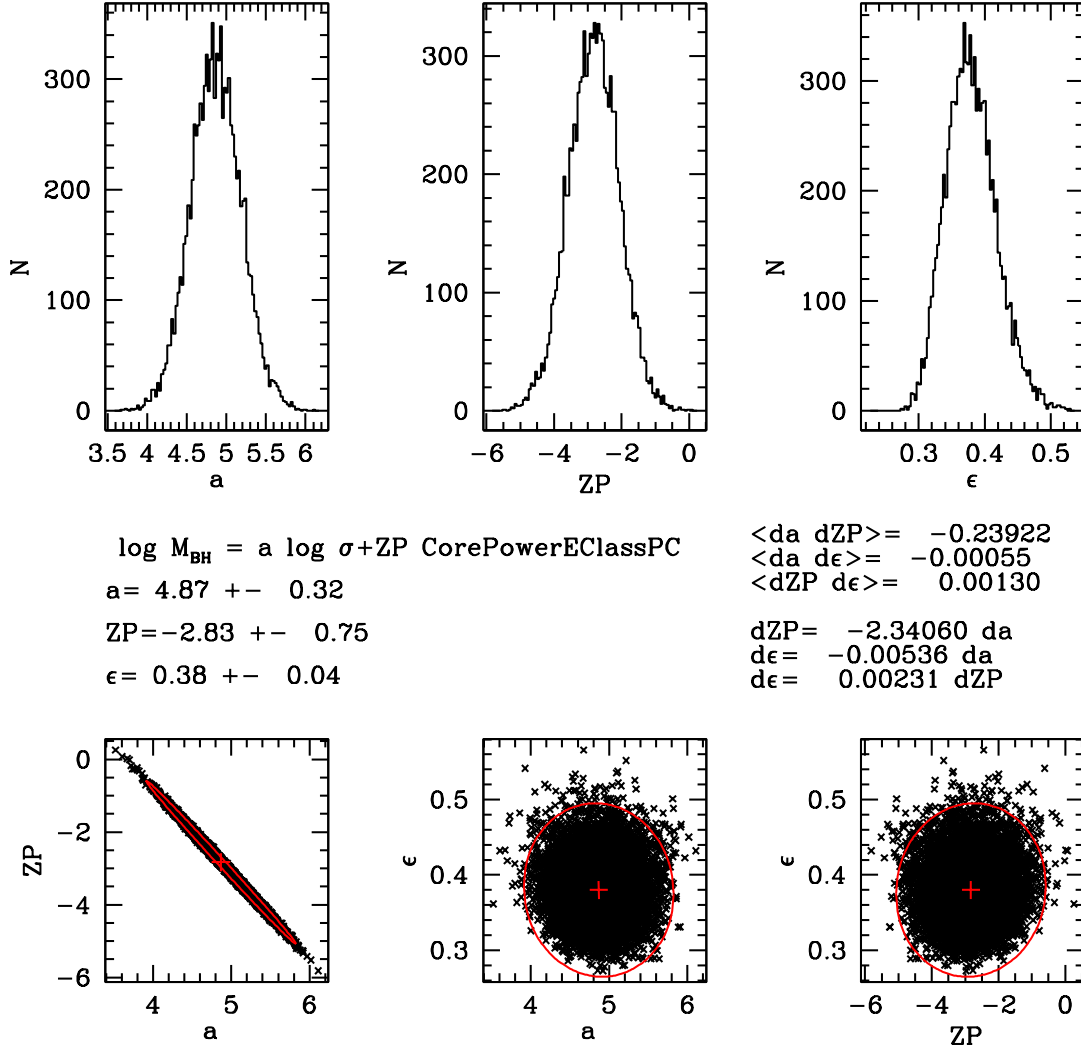 300
200
100
0
N
3.5 4 4.5 5 5.5 6
a
300
200
100
0
N
−6 −4 −2 0
ZP
300
200
100
0
N
0.3 0.4 0.5
ϵ
log M_BH = a log σ+ZP CorePowerEClassPC
a= 4.87 +− 0.32
ZP=−2.83 +− 0.75
ϵ= 0.38 +− 0.04
<da dZP>= −0.23922
<da dϵ>= −0.00055
<dZP dϵ>= 0.00130
dZP= −2.34060 da
dϵ= −0.00536 da
dϵ= 0.00231 dZP
0
−2
−4
−6
ZP
4 5 6
a
0.5
0.4
0.3
ϵ
4 5 6
a
0.5
0.4
0.3
ϵ
−6 −4 −2 0
ZP